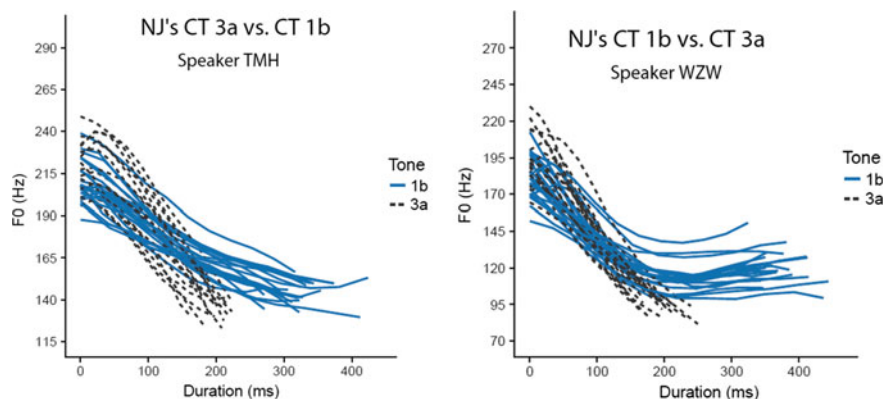 NJ's CT 3a vs. CT 1b
Speaker TMH
290
265
240
215
190
165
140
115
F0 (Hz)
0 100 200 300 400
Duration (ms)
Tone
1b
3a
NJ's CT 1b vs. CT 3a
Speaker WZW
270
245
220
195
170
145
120
95
70
F0 (Hz)
0 100 200 300 400
Duration (ms)
Tone
1b
3a